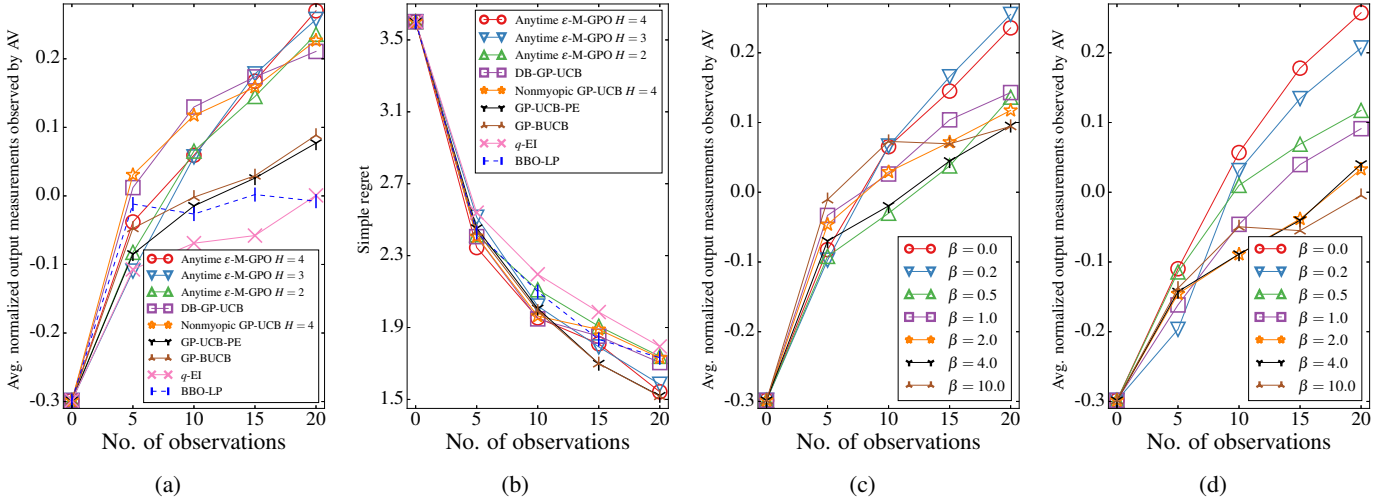 Avg. normalized output measurements observed by AV
0.2
0.1
0.0
-0.1
-0.2
-0.3
0
5
10
15
20
No. of observations
Anytime ε-M-GPO H = 4
Anytime ε-M-GPO H = 3
Anytime ε-M-GPO H = 2
DB-GP-UCB
Nonmyopic GP-UCB H = 4
GP-UCB-PE
GP-BUCB
q-EI
BBO-LP
(a)
Simple regret
3.5
3.1
2.7
2.3
1.9
1.5
0
5
10
15
20
No. of observations
Anytime ε-M-GPO H = 4
Anytime ε-M-GPO H = 3
Anytime ε-M-GPO H = 2
DB-GP-UCB
Nonmyopic GP-UCB H = 4
GP-UCB-PE
GP-BUCB
q-EI
BBO-LP
(b)
Avg. normalized output measurements observed by AV
0.2
0.1
0.0
-0.1
-0.2
-0.3
0
5
10
15
20
No. of observations
β = 0.0
β = 0.2
β = 0.5
β = 1.0
β = 2.0
β = 4.0
β = 10.0
(c)
Avg. normalized output measurements observed by AV
0.2
0.1
0.0
-0.1
-0.2
-0.3
0
5
10
15
20
No. of observations
β = 0.0
β = 0.2
β = 0.5
β = 1.0
β = 2.0
β = 4.0
β = 10.0
(d)